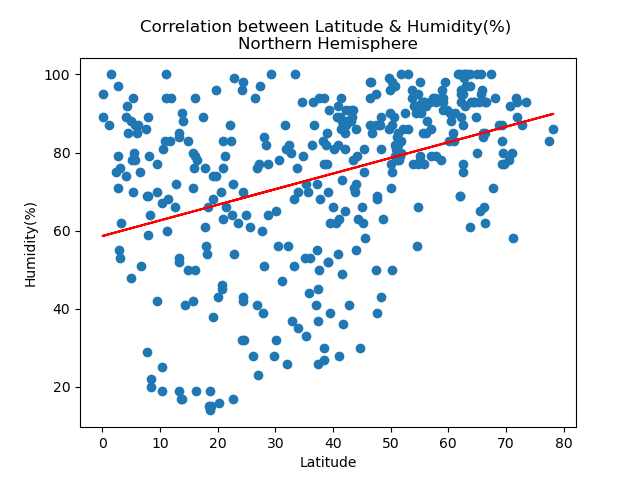 Correlation between Latitude & Humidity(%)
Northern Hemisphere
100
80
60
40
20
Humidity(%)
0 10 20 30 40 50 60 70 80
Latitude